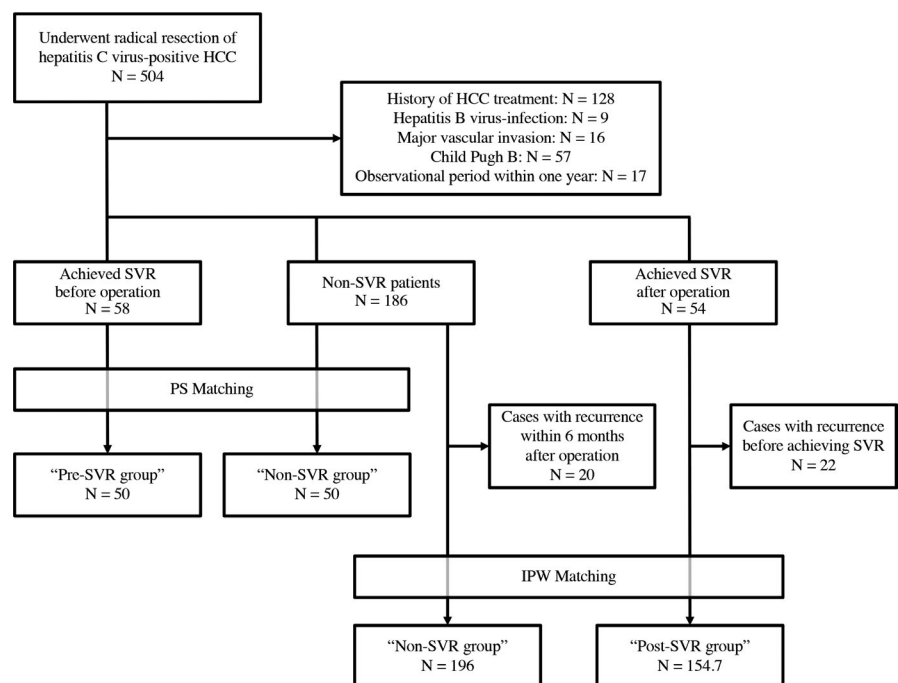 Underwent radical resection of
hepatitis C virus-positive HCC
N = 504
History of HCC treatment: N = 128
Hepatitis B virus-infection: N = 9
Major vascular invasion: N = 16
Child Pugh B: N = 57
Observational period within one year: N = 17
Achieved SVR
before operation
N = 58
Non-SVR patients
N = 186
Achieved SVR
after operation
N = 54
PS Matching
Cases with recurrence
within 6 months
after operation
N = 20
Cases with recurrence
before achieving SVR
N = 22
“Pre-SVR group”
N = 50
“Non-SVR group”
N = 50
IPW Matching
“Non-SVR group”
N = 196
“Post-SVR group”
N = 154.7